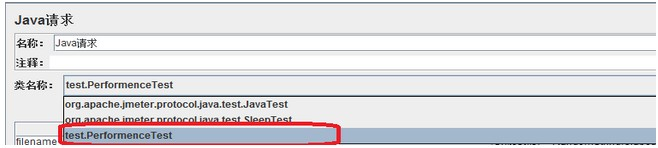 Java请求
名称： Java请求
注释：
类名称： test.PerformenceTest
org.apache.jmeter.protocol.java.test.JavaTest
org.apache.jmeter.protocol.java.test.SleepTest
test.PerformenceTest
filename